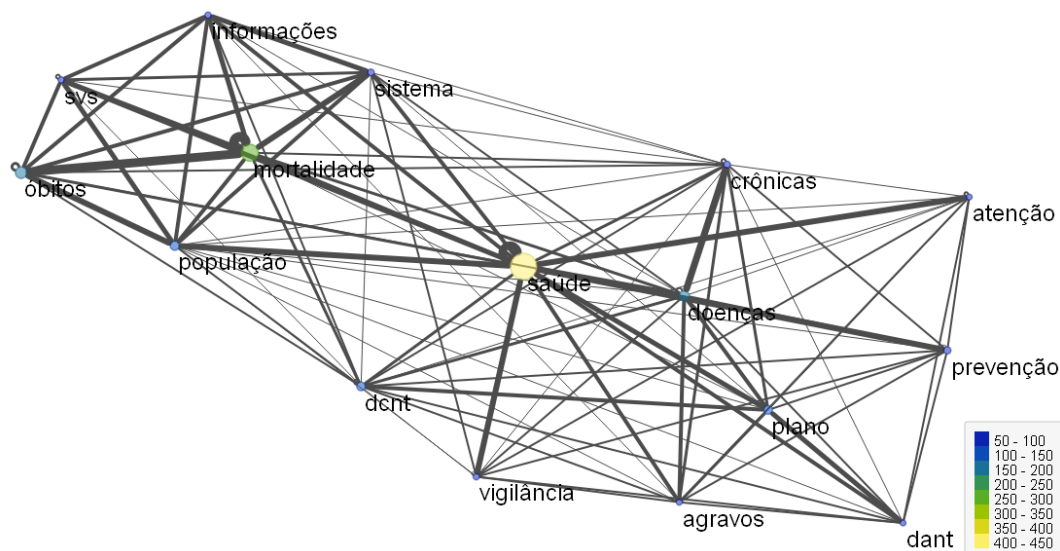 informações
sistema
svs
mortalidade
óbitos
crônicas
atenção
população
saúde
doenças
prevenção
dcnt
plano
vigilância
agravos
dant
50 - 100
100 - 150
150 - 200
200 - 250
250 - 300
300 - 350
350 - 400
400 - 450